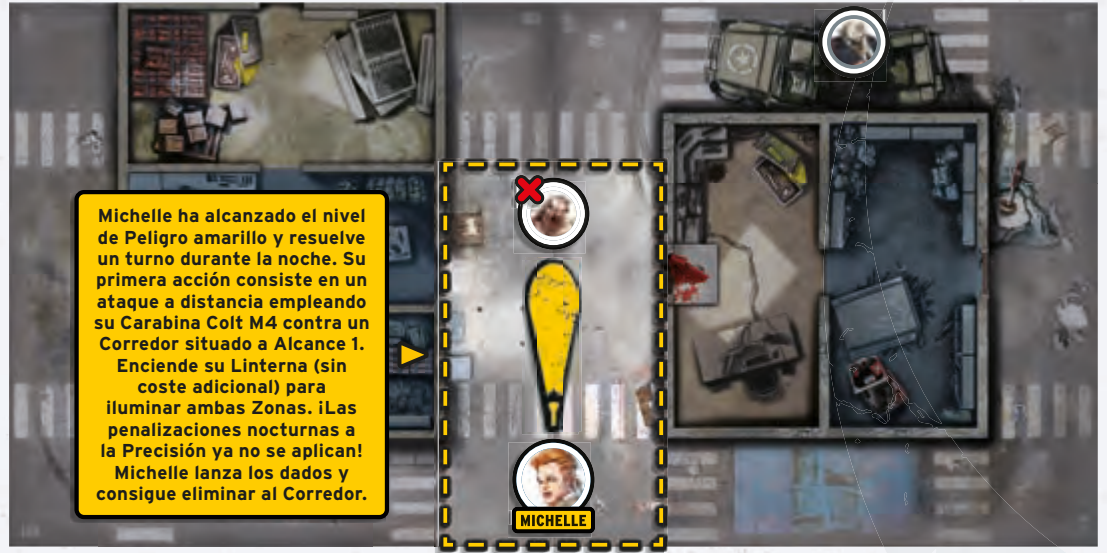 Michelle ha alcanzado el nivel
de Peligro amarillo y resuelve
un turno durante la noche. Su
primera acción consiste en un
ataque a distancia empleando
su Carabina Colt M4 contra un
Corredor situado a Alcance 1.
Enciende su Linterna (sin
coste adicional) para
iluminar ambas Zonas. ¡Las
penalizaciones nocturnas a
la Precisión ya no se aplican!
Michelle lanza los dados y
consigue eliminar al Corredor.
MICHELLE